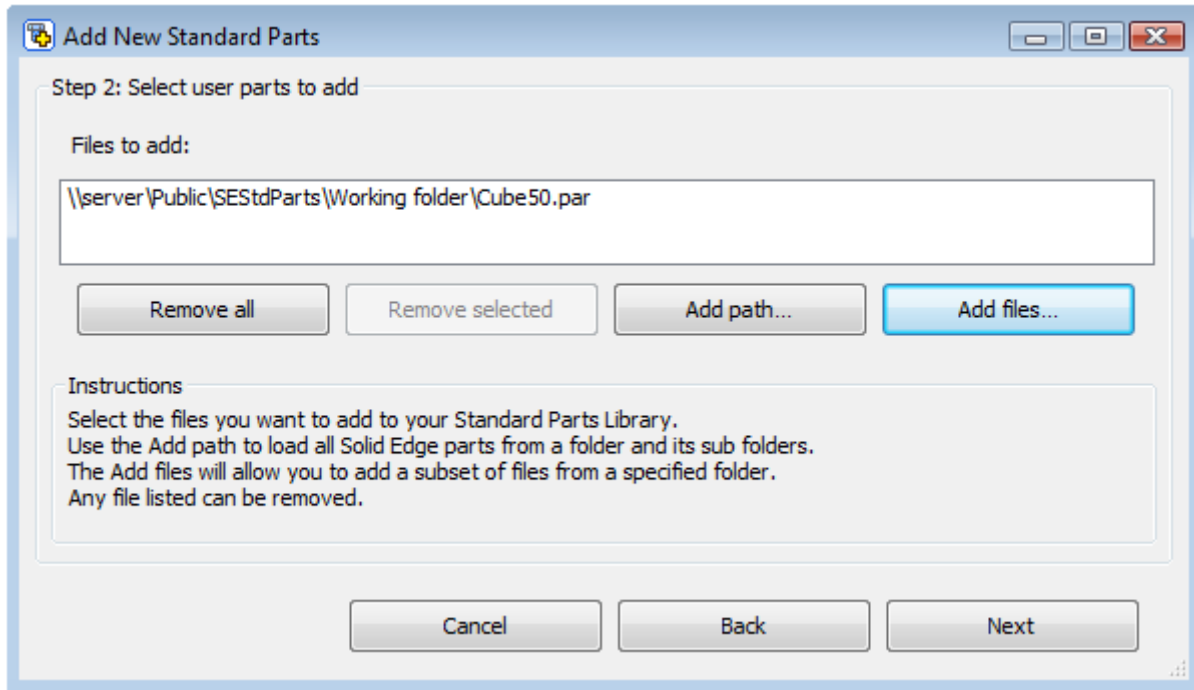 Add New Standard Parts
Step 2: Select user parts to add
Files to add:
\\server\Public\SEStdParts\Working folder\Cube50.par
Remove all
Remove selected
Add path...
Add files...
Instructions
Select the files you want to add to your Standard Parts Library.
Use the Add path to load all Solid Edge parts from a folder and its sub folders.
The Add files will allow you to add a subset of files from a specified folder.
Any file listed can be removed.
Cancel
Back
Next